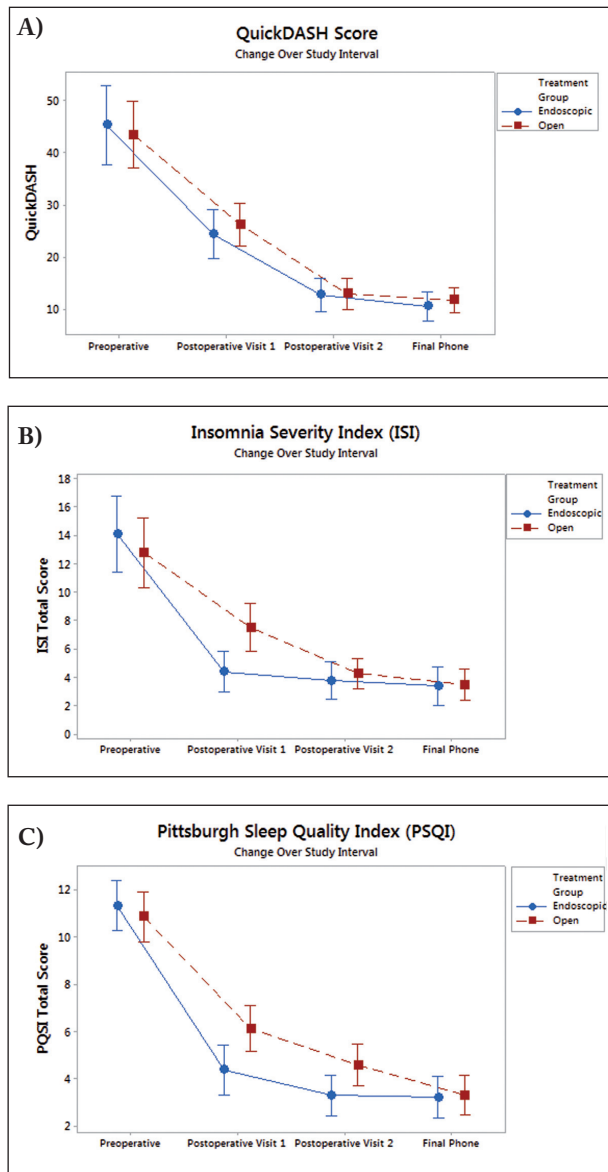 A)
QuickDASH Score
Change Over Study Interval
Treatment
Group
Endoscopic
Open
QuickDASH
50
40
30
20
10
Preoperative
Postoperative Visit 1
Postoperative Visit 2
Final Phone
B)
Insomnia Severity Index (ISI)
Change Over Study Interval
Treatment
Group
Endoscopic
Open
ISI Total Score
18
16
14
12
10
8
6
4
2
0
Preoperative
Postoperative Visit 1
Postoperative Visit 2
Final Phone
C)
Pittsburgh Sleep Quality Index (PSQI)
Change Over Study Interval
Treatment
Group
Endoscopic
Open
PQSI Total Score
12
10
8
6
4
2
Preoperative
Postoperative Visit 1
Postoperative Visit 2
Final Phone